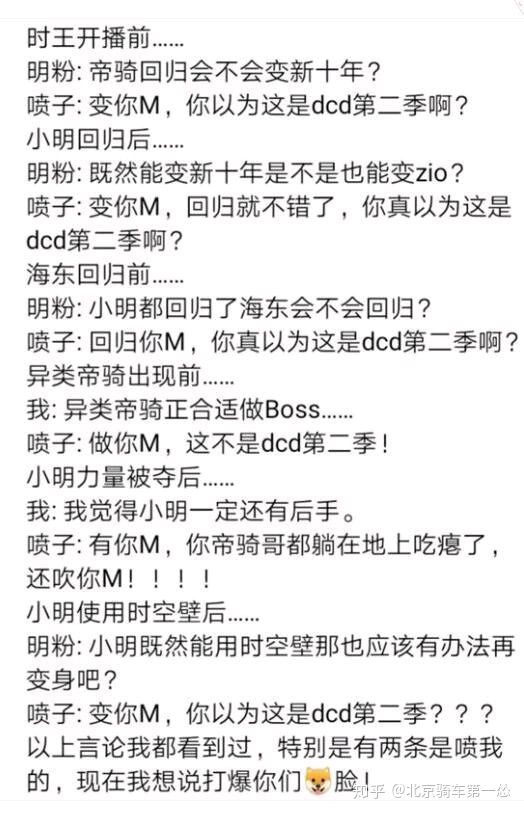 时王开播前……
明粉: 帝骑回归会不会变新十年？
喷子: 变你M，你以为这是dcd第二季啊？
小明回归后……
明粉: 既然能变新十年是不是也能变zio？
喷子: 变你M，回归就不错了，你真以为这是
dcd第二季啊？
海东回归前……
明粉: 小明都回归了海东会不会回归？
喷子: 回归你M，你真以为这是dcd第二季啊？
异类帝骑出现前……
我: 异类帝骑正合适做Boss……
喷子: 做你M，这不是dcd第二季！
小明力量被夺后……
我: 我觉得小明一定还有后手。
喷子: 有你M，你帝骑哥都躺在地上吃瘪了，
还吹你M！！！！
小明使用时空壁后……
明粉: 小明既然能用时空壁那也应该有办法再
变身吧？
喷子: 变你M，你以为这是dcd第二季？？？
以上言论我都看到过，特别是有两条是喷我
的，现在我想说打爆你们🐶脸！
知乎 @北京骑车第一怂